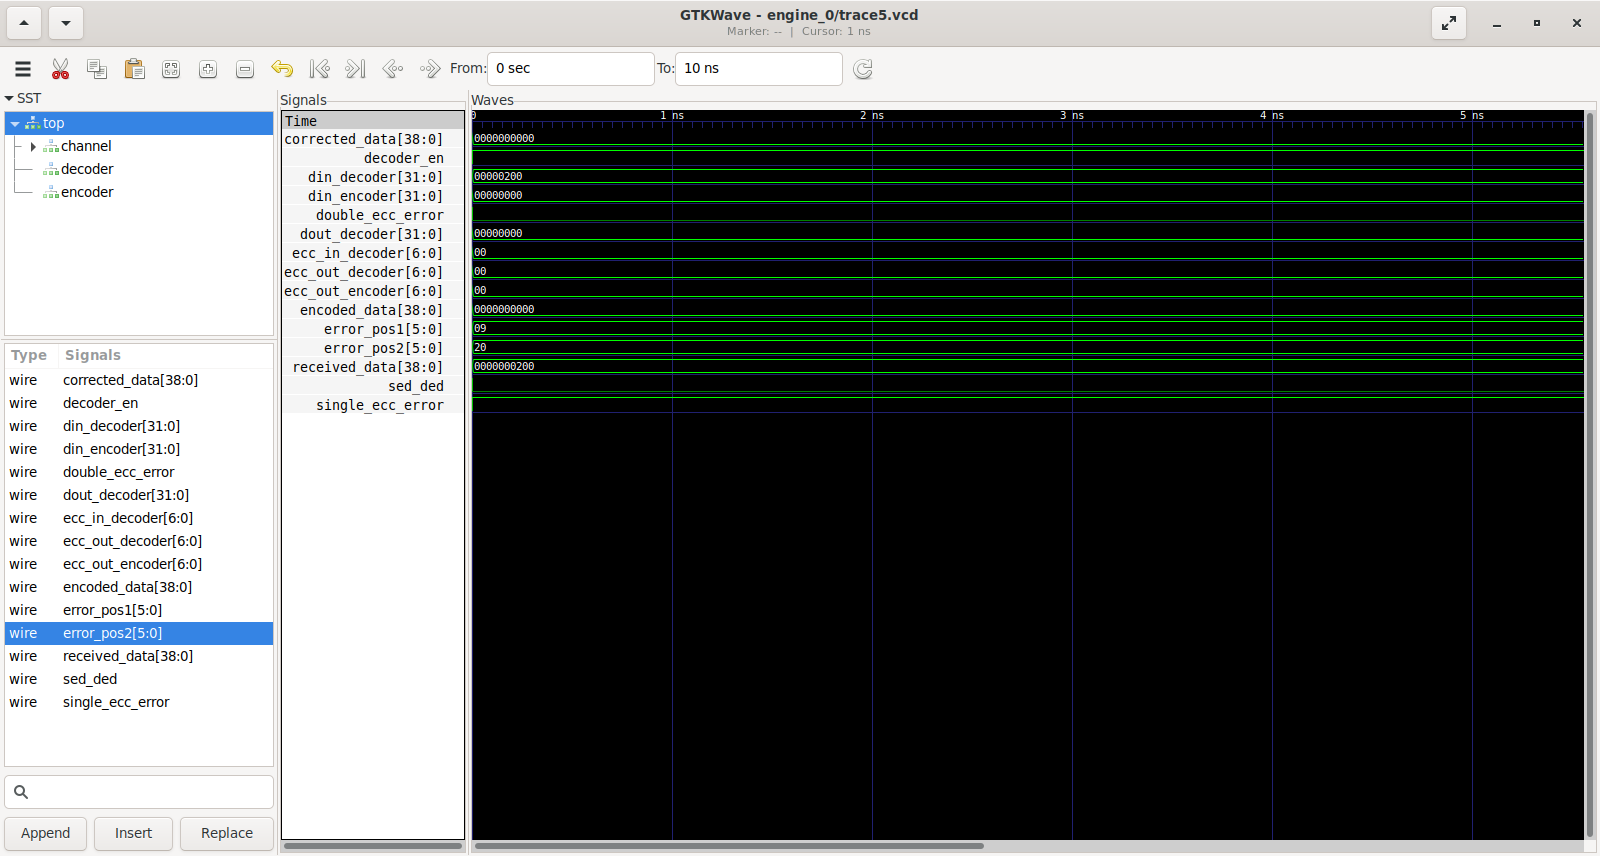 GTKWave - engine_0/trace5.vcd
Marker: -- | Cursor: 1 ns
From: 0 sec To: 10 ns
SST
top
channel
decoder
encoder
Type Signals
wire corrected_data[38:0]
wire decoder_en
wire din_decoder[31:0]
wire din_encoder[31:0]
wire double_ecc_error
wire dout_decoder[31:0]
wire ecc_in_decoder[6:0]
wire ecc_out_decoder[6:0]
wire ecc_out_encoder[6:0]
wire encoded_data[38:0]
wire error_pos1[5:0]
wire error_pos2[5:0]
wire received_data[38:0]
wire sed_ded
wire single_ecc_error
Append Insert Replace
Signals
Time
corrected_data[38:0]
decoder_en
din_decoder[31:0]
din_encoder[31:0]
double_ecc_error
dout_decoder[31:0]
ecc_in_decoder[6:0]
ecc_out_decoder[6:0]
ecc_out_encoder[6:0]
encoded_data[38:0]
error_pos1[5:0]
error_pos2[5:0]
received_data[38:0]
sed_ded
single_ecc_error
Waves
0 1 ns 2 ns 3 ns 4 ns 5 ns
0000000000
00000200
00000000
00000000
00
00
00
0000000000
09
20
0000000200